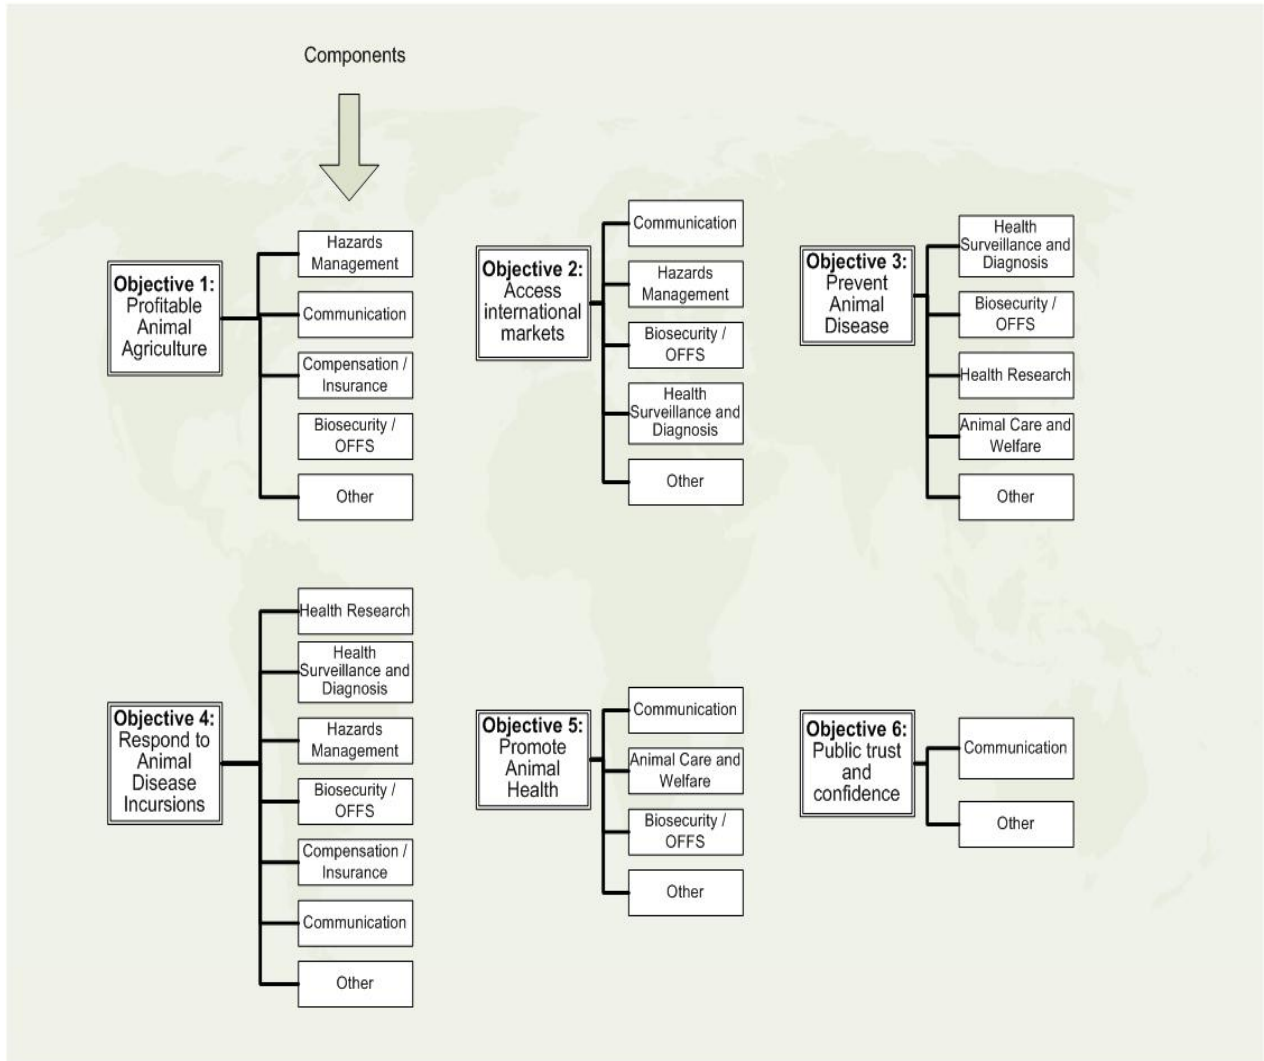 Components
Objective 1:
Profitable
Animal
Agriculture
Hazards
Management
Communication
Compensation /
Insurance
Biosecurity /
OFFS
Other
Objective 2:
Access
international
markets
Communication
Hazards
Management
Biosecurity /
OFFS
Health
Surveillance and
Diagnosis
Other
Objective 3:
Prevent
Animal
Disease
Health
Surveillance and
Diagnosis
Biosecurity /
OFFS
Health Research
Animal Care and
Welfare
Other
Objective 4:
Respond to
Animal
Disease
Incursions
Health Research
Health
Surveillance and
Diagnosis
Hazards
Management
Biosecurity /
OFFS
Compensation /
Insurance
Communication
Other
Objective 5:
Promote
Animal
Health
Communication
Animal Care and
Welfare
Biosecurity /
OFFS
Other
Objective 6:
Public trust
and
confidence
Communication
Other